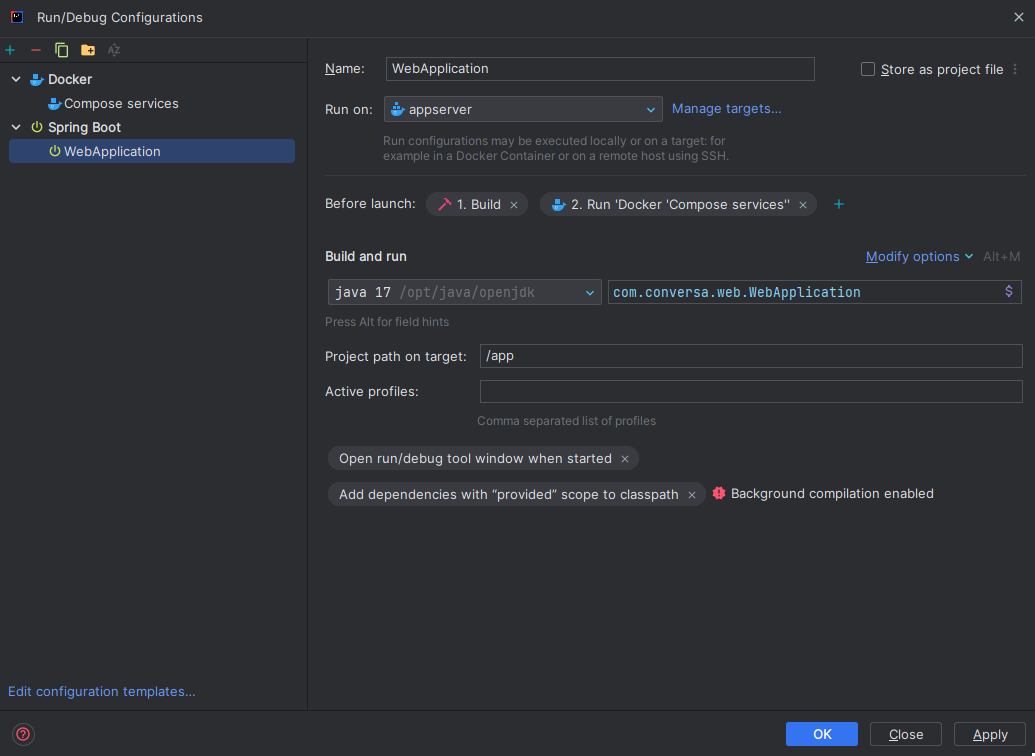 Run/Debug Configurations
Docker
Compose services
Spring Boot
WebApplication
Edit configuration templates...
Name: WebApplication
Store as project file
Run on: appserver
Manage targets...
Run configurations may be executed locally or on a target: for
example in a Docker Container or on a remote host using SSH.
Before launch: 1. Build 2. Run 'Docker 'Compose services''
Build and run
Modify options Alt+M
java 17 /opt/java/openjdk
com.conversa.web.WebApplication
Press Alt for field hints
Project path on target: /app
Active profiles:
Comma separated list of profiles
Open run/debug tool window when started
Add dependencies with “provided” scope to classpath
Background compilation enabled
OK
Close
Apply